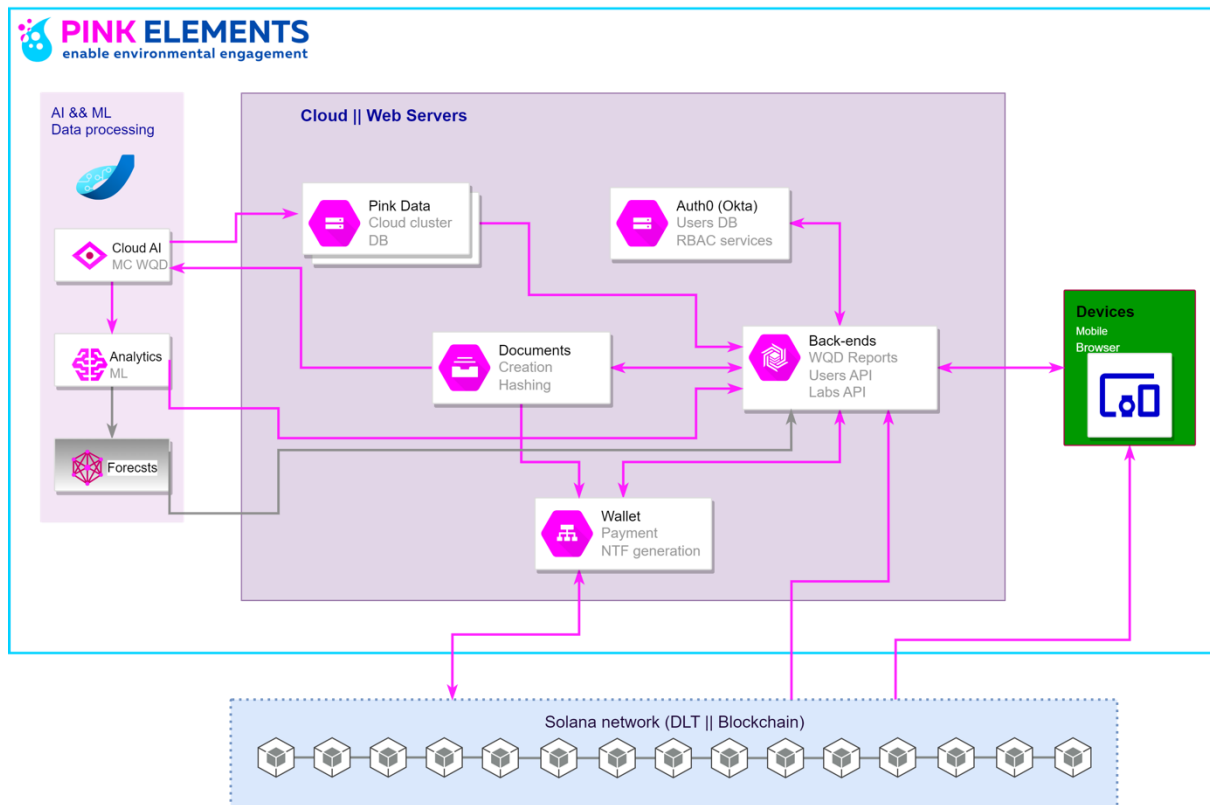 PINK ELEMENTS
enable environmental engagement
AI && ML
Data processing
Cloud || Web Servers
Pink Data
Cloud cluster
DB
Auth0 (Okta)
Users DB
RBAC services
Cloud AI
MC WQD
Analytics
ML
Forecsts
Documents
Creation
Hashing
Back-ends
WQD Reports
Users API
Labs API
Devices
Mobile
Browser
Wallet
Payment
NTF generation
Solana network (DLT || Blockchain)